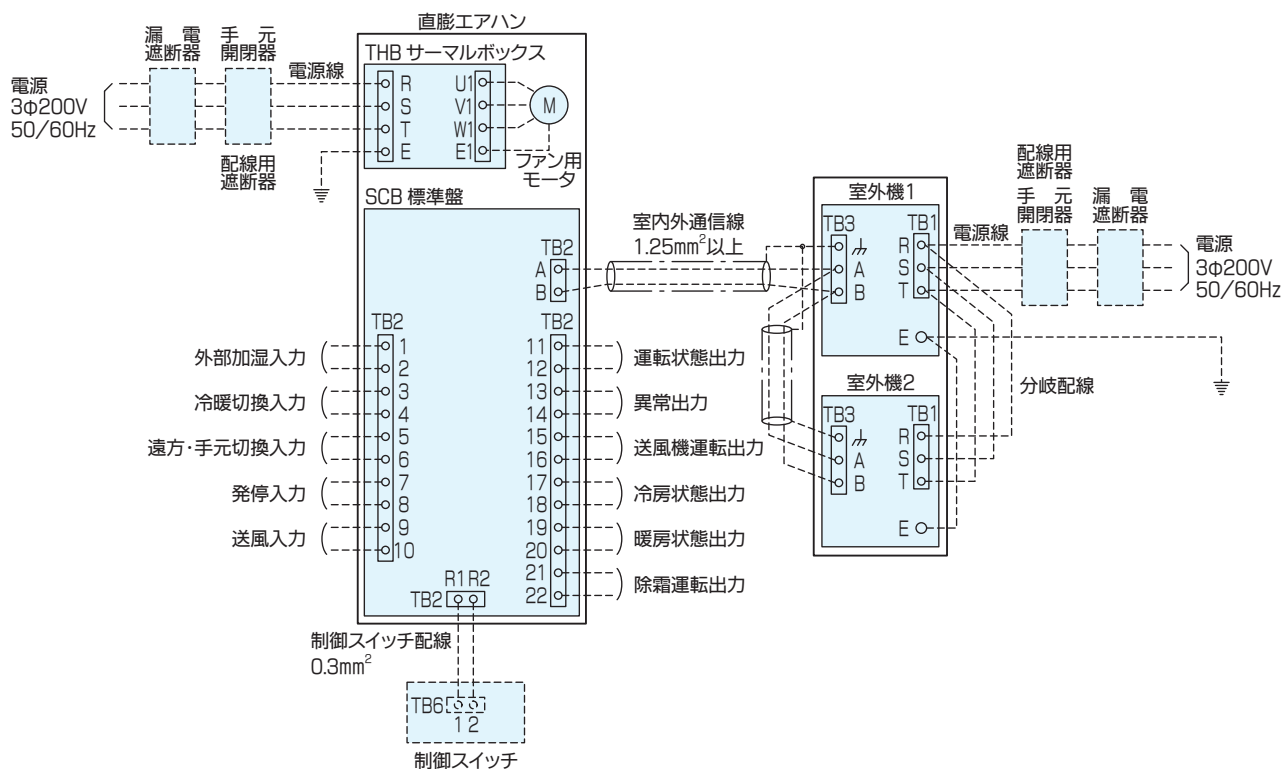 直膨エアハン
漏電遮断器
手元開閉器
電源線
電源
3φ200V
50/60Hz
配線用遮断器
THB サーマルボックス
R U1
S V1
T W1
E E1
M
ファン用
モータ
SCB 標準盤
TB2
A
B
室内外通信線
1.25mm²以上
TB2
1
2
3
4
5
6
7
8
9
10
外部加湿入力
冷暖切換入力
遠方・手元切換入力
発停入力
送風入力
TB2
11
12
13
14
15
16
17
18
19
20
21
22
運転状態出力
異常出力
送風機運転出力
冷房状態出力
暖房状態出力
除霜運転出力
R1 R2
TB2
制御スイッチ配線
0.3mm²
TB6
1 2
制御スイッチ
室外機1
TB3 TB1
A
B
R
S
T
E
電源線
配線用
遮断器
手元
開閉器
漏電
遮断器
電源
3φ200V
50/60Hz
分岐配線
室外機2
TB3 TB1
A
B
R
S
T
E